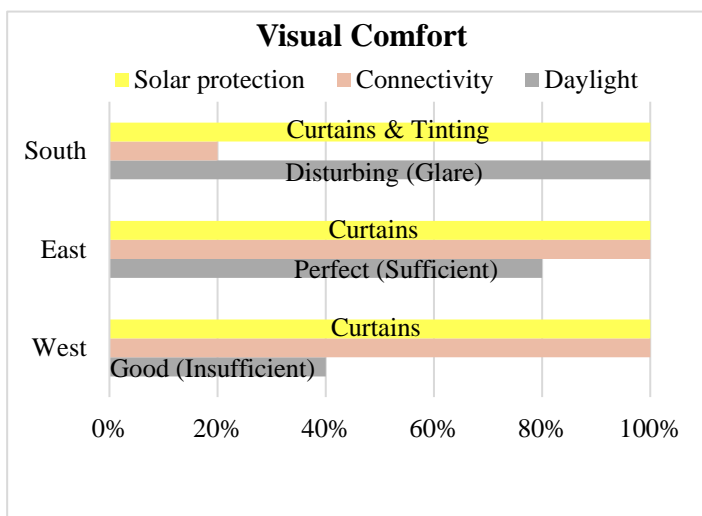 Visual Comfort
Solar protection Connectivity Daylight
Curtains & Tinting
South
Disturbing (Glare)
Curtains
East
Perfect (Sufficient)
Curtains
West
Good (Insufficient)
0% 20% 40% 60% 80% 100%